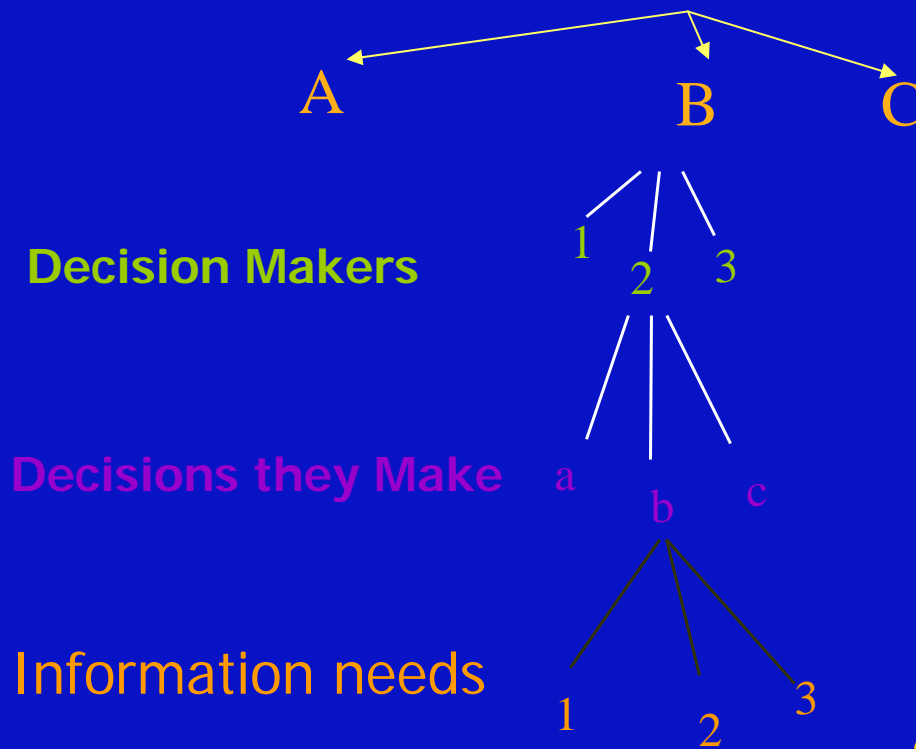 A B C
1
Decision Makers 2 3
Decisions they Make a b c
Information needs 1 2 3